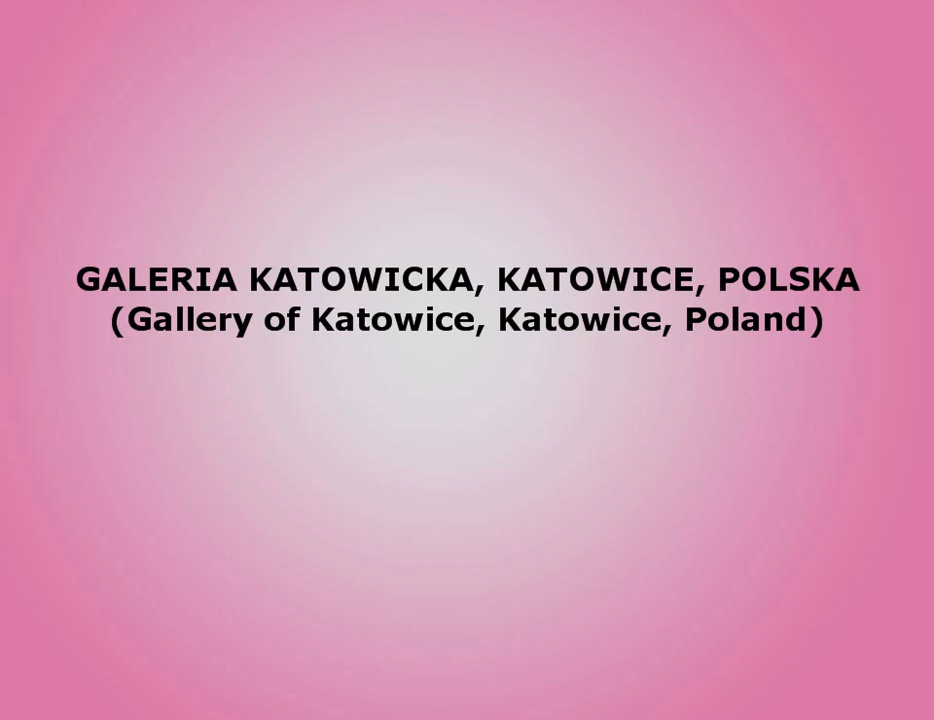 GALERIA KATOWICKA, KATOWICE, POLSKA
(Gallery of Katowice, Katowice, Poland)